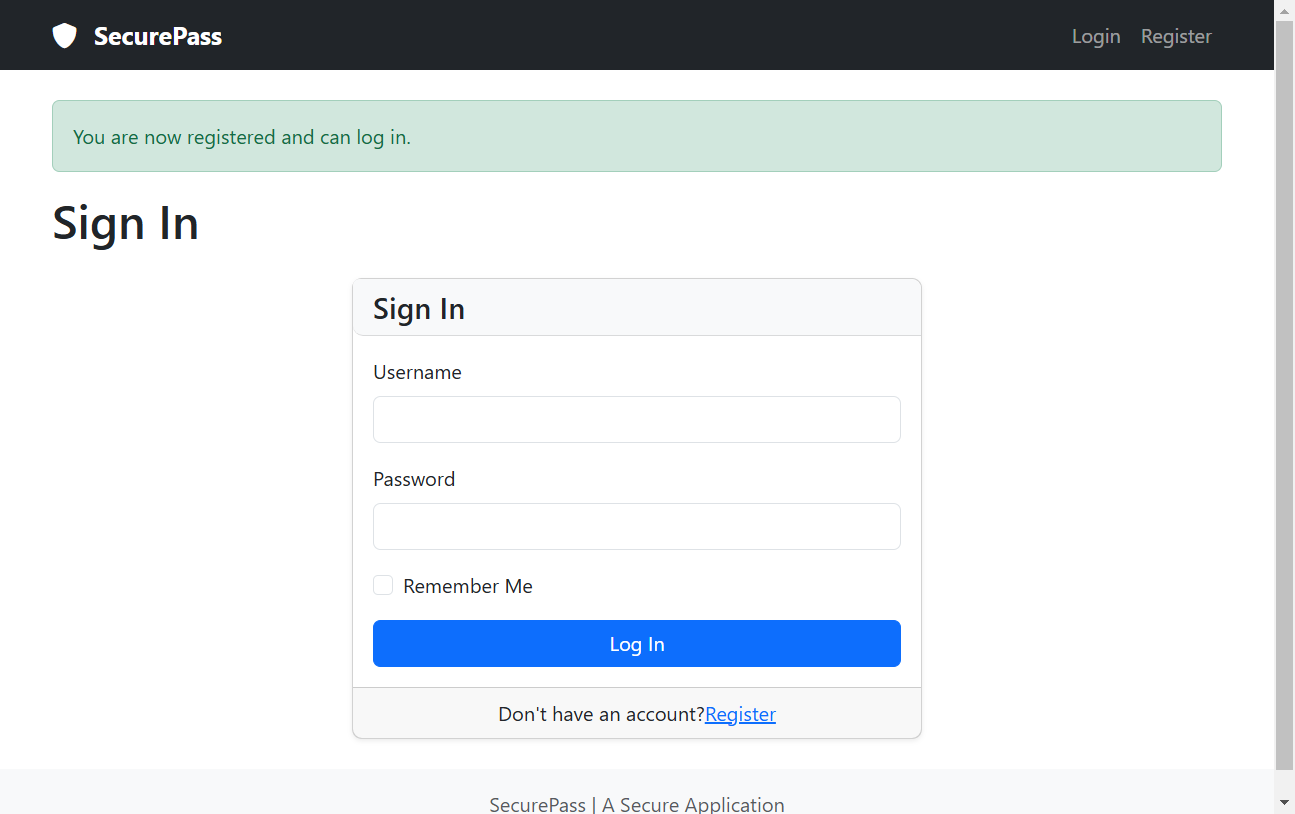 SecurePass
Login Register
You are now registered and can log in.
Sign In
Sign In
Username
Password
Remember Me
Log In
Don't have an account?Register
SecurePass | A Secure Application